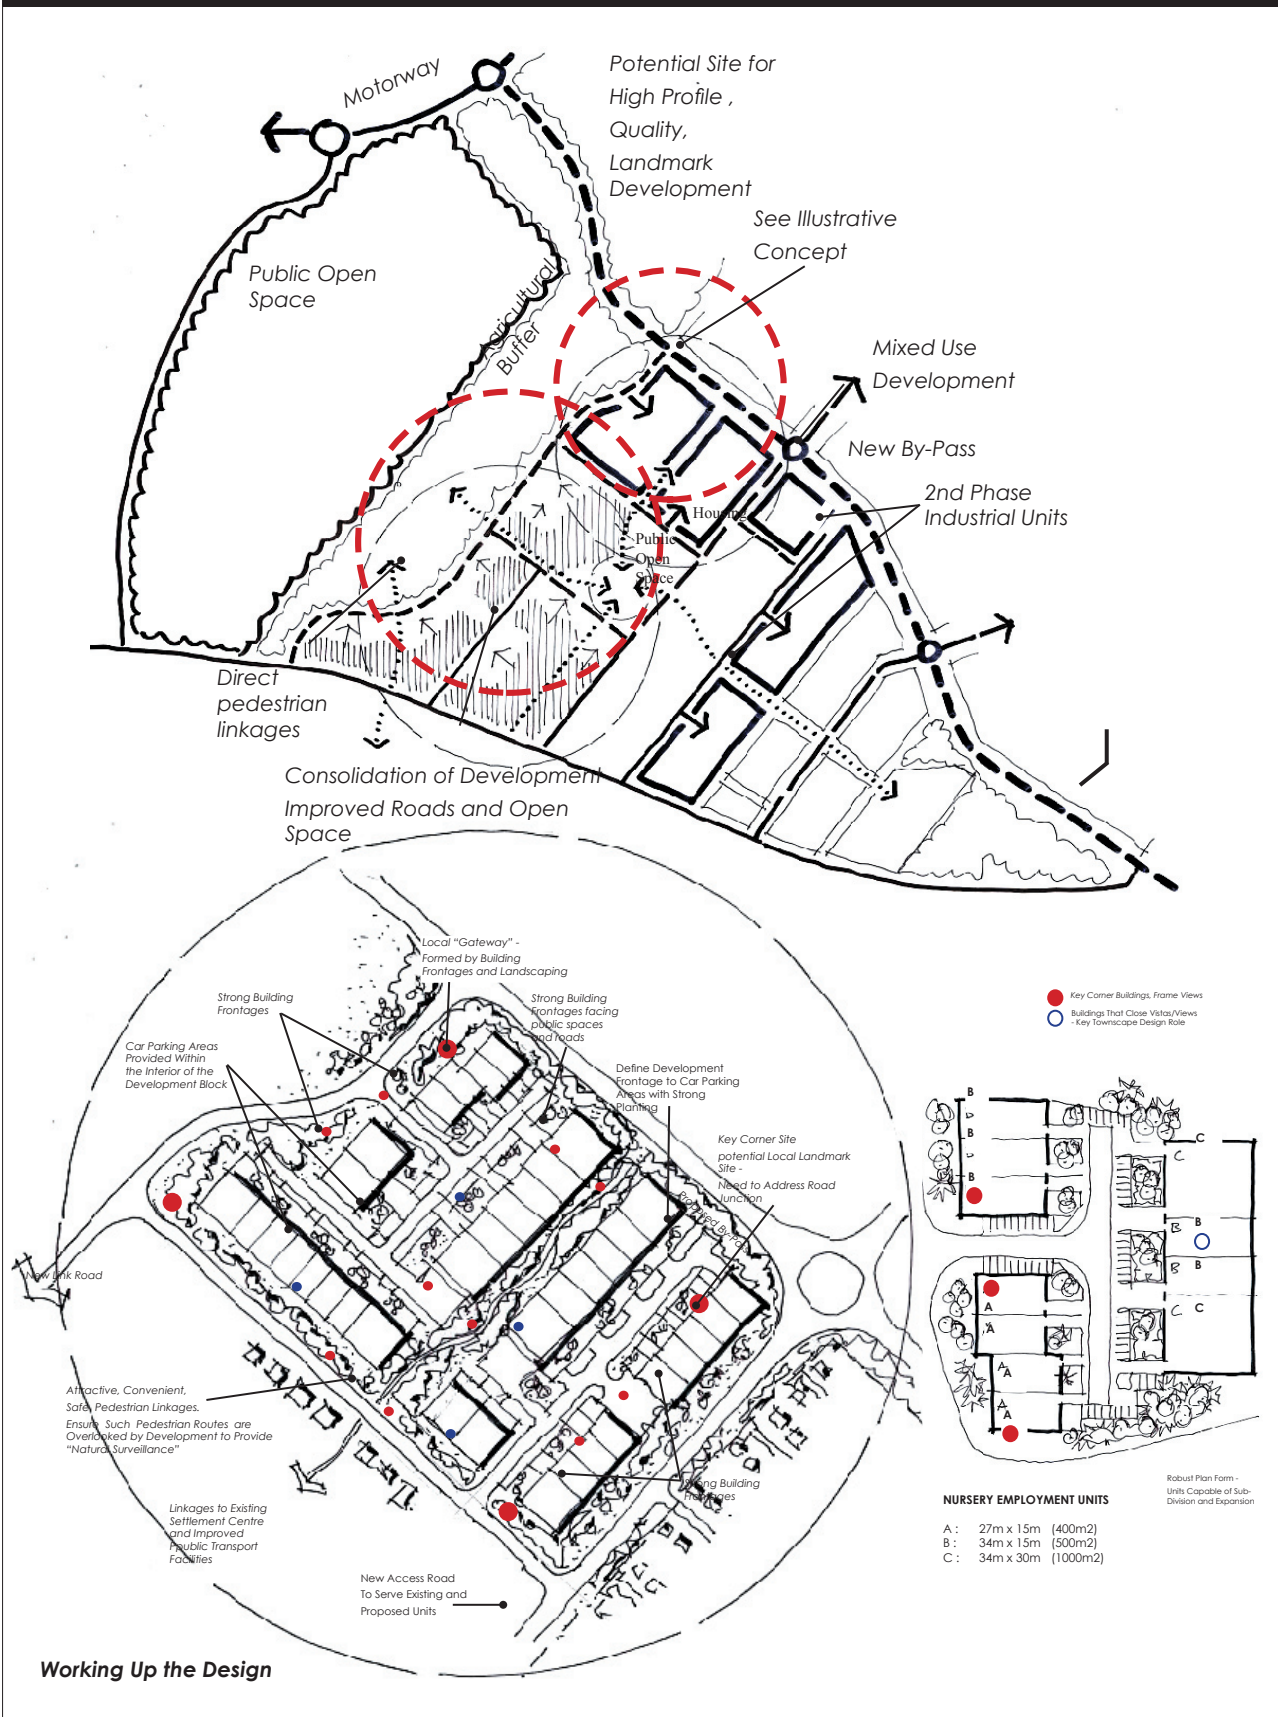 Motorway
Potential Site for
High Profile ,
Quality,
Landmark
Development
See Illustrative
Concept
Public Open
Space
Agricultural
Buffer
Mixed Use
Development
New By-Pass
2nd Phase
Industrial Units
Housing
Public
Open
Space
Direct
pedestrian
linkages
Consolidation of Development
Improved Roads and Open
Space
Local “Gateway” -
Formed by Building
Frontages and Landscaping
Strong Building
Frontages
Strong Building
Frontages facing
public spaces
and roads
Car Parking Areas
Provided Within
the Interior of the
Development Block
Define Development
Frontage to Car Parking
Areas with Strong
Planting
Key Corner Site
potential Local Landmark
Site -
Need to Address Road
Junction
Proposed By-Pass
New Link Road
Attractive, Convenient,
Safe, Pedestrian Linkages.
Ensure Such Pedestrian Routes are
Overlooked by Development to Provide
“Natural Surveillance”
Linkages to Existing
Settlement Centre
and Improved
Ppublic Transport
Facilities
Strong Building
Frontages
New Access Road
To Serve Existing and
Proposed Units
Key Corner Buildings, Frame Views
Buildings That Close Vistas/Views
- Key Townscape Design Role
B
B
B
C
C
B
B
B
B
C
C
A
A
A
A
A
A
Robust Plan Form -
Units Capable of Sub-
Division and Expansion
NURSERY EMPLOYMENT UNITS
A : 27m x 15m (400m2)
B : 34m x 15m (500m2)
C : 34m x 30m (1000m2)
Working Up the Design